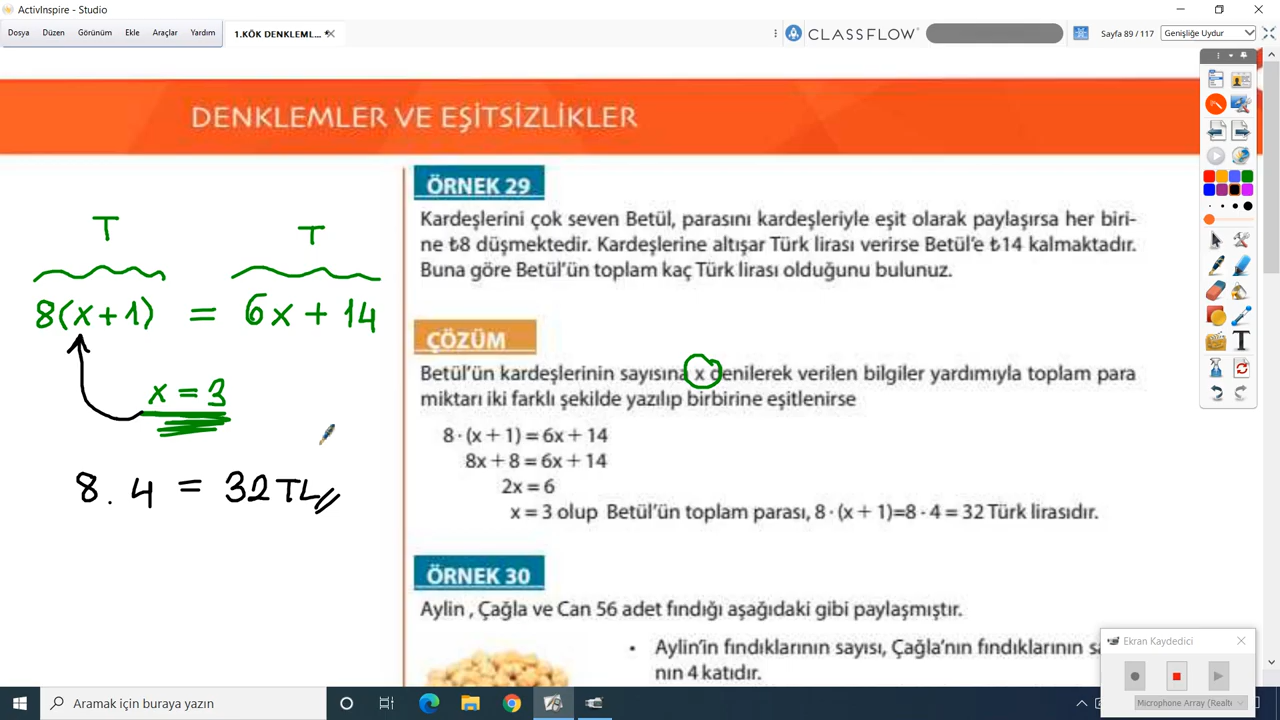 ActivInspire - Studio
Dosya Düzen Görünüm Ekle Araçlar Yardım
1.KÖK DENKLEML...
CLASSFLOW
Sayfa 89 / 117
Genişliğe Uydur
DENKLEMLER VE EŞİTSİZLİKLER
T T
8(x+1) = 6x + 14
x = 3
8 . 4 = 32 TL
ÖRNEK 29
Kardeşlerini çok seven Betül, parasını kardeşleriyle eşit olarak paylaşırsa her biri-
ne ₺8 düşmektedir. Kardeşlerine altışar Türk lirası verirse Betül’e ₺14 kalmaktadır.
Buna göre Betül’ün toplam kaç Türk lirası olduğunu bulunuz.
ÇÖZÜM
Betül’ün kardeşlerinin sayısına x denilerek verilen bilgiler yardımıyla toplam para
miktarı iki farklı şekilde yazılıp birbirine eşitlenirse
8 · (x + 1) = 6x + 14
8x + 8 = 6x + 14
2x = 6
x = 3 olup Betül’ün toplam parası, 8 · (x + 1)=8 · 4 = 32 Türk lirasıdır.
ÖRNEK 30
Aylin , Çağla ve Can 56 adet fındığı aşağıdaki gibi paylaşmıştır.
• Aylin’in fındıklarının sayısı, Çağla’nın fındıklarının
nın 4 katıdır.
Ekran Kaydedici
Microphone Array (Realt
Aramak için buraya yazın